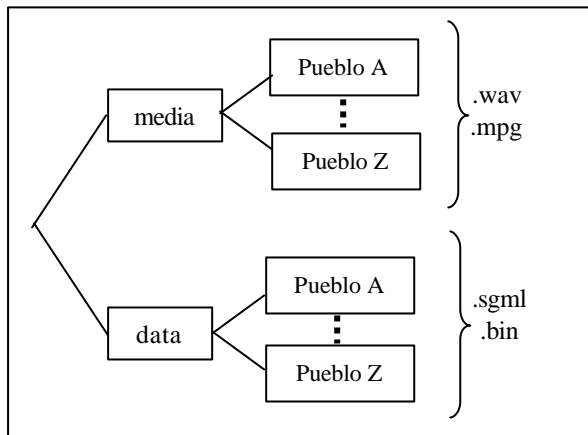 media
Pueblo A
Pueblo Z
.wav
.mpg
data
Pueblo A
Pueblo Z
.sgml
.bin